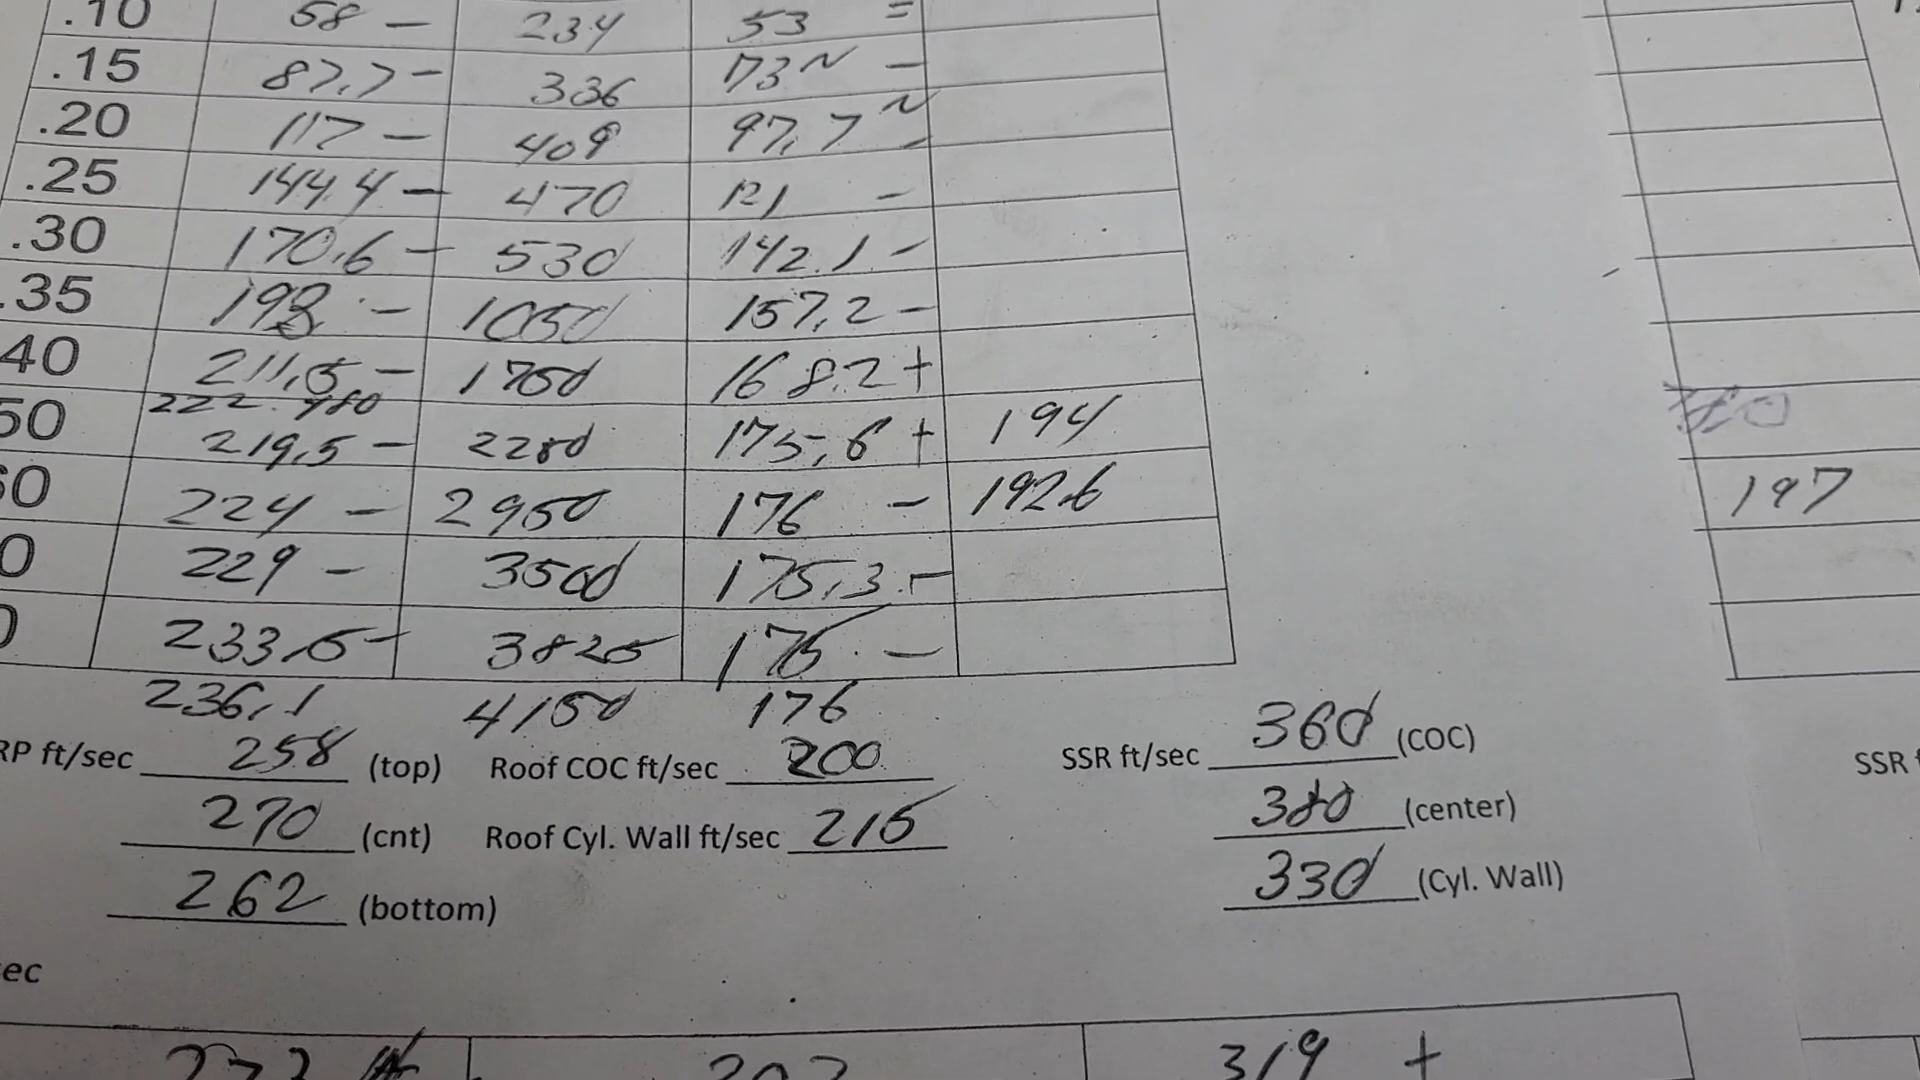 .10 58 - 234 53 =
.15 87.7 - 336 73 ~ -
.20 117 - 409 97.7 ~ -
.25 144.4 - 470 121 -
.30 170.6 - 530 142.1 -
.35 198 - 1050 157.2 -
40 211.5 - 1750 168.2 +
222. 980
50 219.5 - 2280 175.6 + 194
60 224 - 2950 176 - 192.6 197
0 229 - 3500 175.3 -
233.5 - 3825 175 -
236.1 4150 176
RP ft/sec 258 (top) Roof COC ft/sec 200 SSR ft/sec 360 (COC) SSR
270 (cnt) Roof Cyl. Wall ft/sec 215 380 (center)
262 (bottom) 330 (Cyl. Wall)
ec
319 +